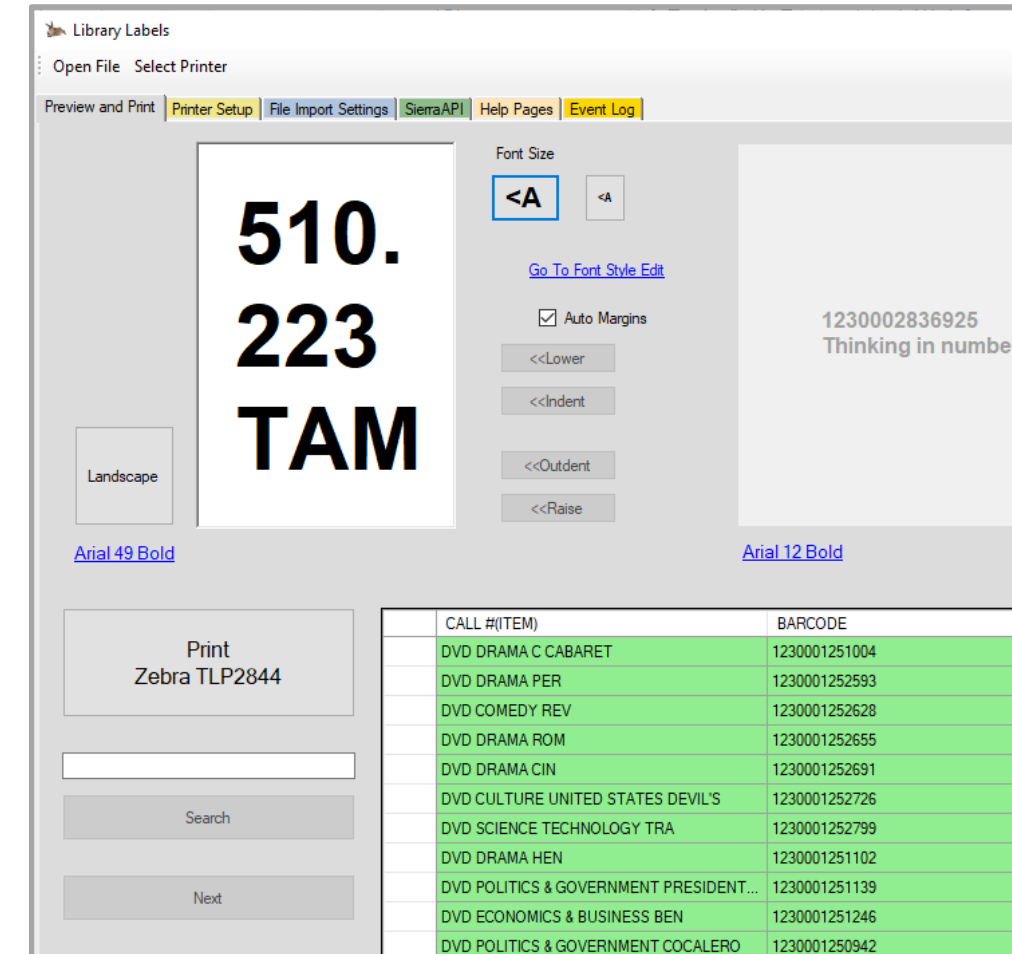 Library Labels
Open File Select Printer
Preview and Print Printer Setup File Import Settings SierraAPI Help Pages Event Log
510.
223
TAM
Font Size
<A <A
Go To Font Style Edit
Auto Margins
<<Lower
<<Indent
<<Outdent
<<Raise
Landscape
Arial 49 Bold
1230002836925
Thinking in numbe
Arial 12 Bold
Print
Zebra TLP2844
Search
Next
CALL #(ITEM) BARCODE
DVD DRAMA C CABARET 1230001251004
DVD DRAMA PER 1230001252593
DVD COMEDY REV 1230001252628
DVD DRAMA ROM 1230001252655
DVD DRAMA CIN 1230001252691
DVD CULTURE UNITED STATES DEVIL'S 1230001252726
DVD SCIENCE TECHNOLOGY TRA 1230001252799
DVD DRAMA HEN 1230001251102
DVD POLITICS & GOVERNMENT PRESIDENT... 1230001251139
DVD ECONOMICS & BUSINESS BEN 1230001251246
DVD POLITICS & GOVERNMENT COCALERO 1230001250942